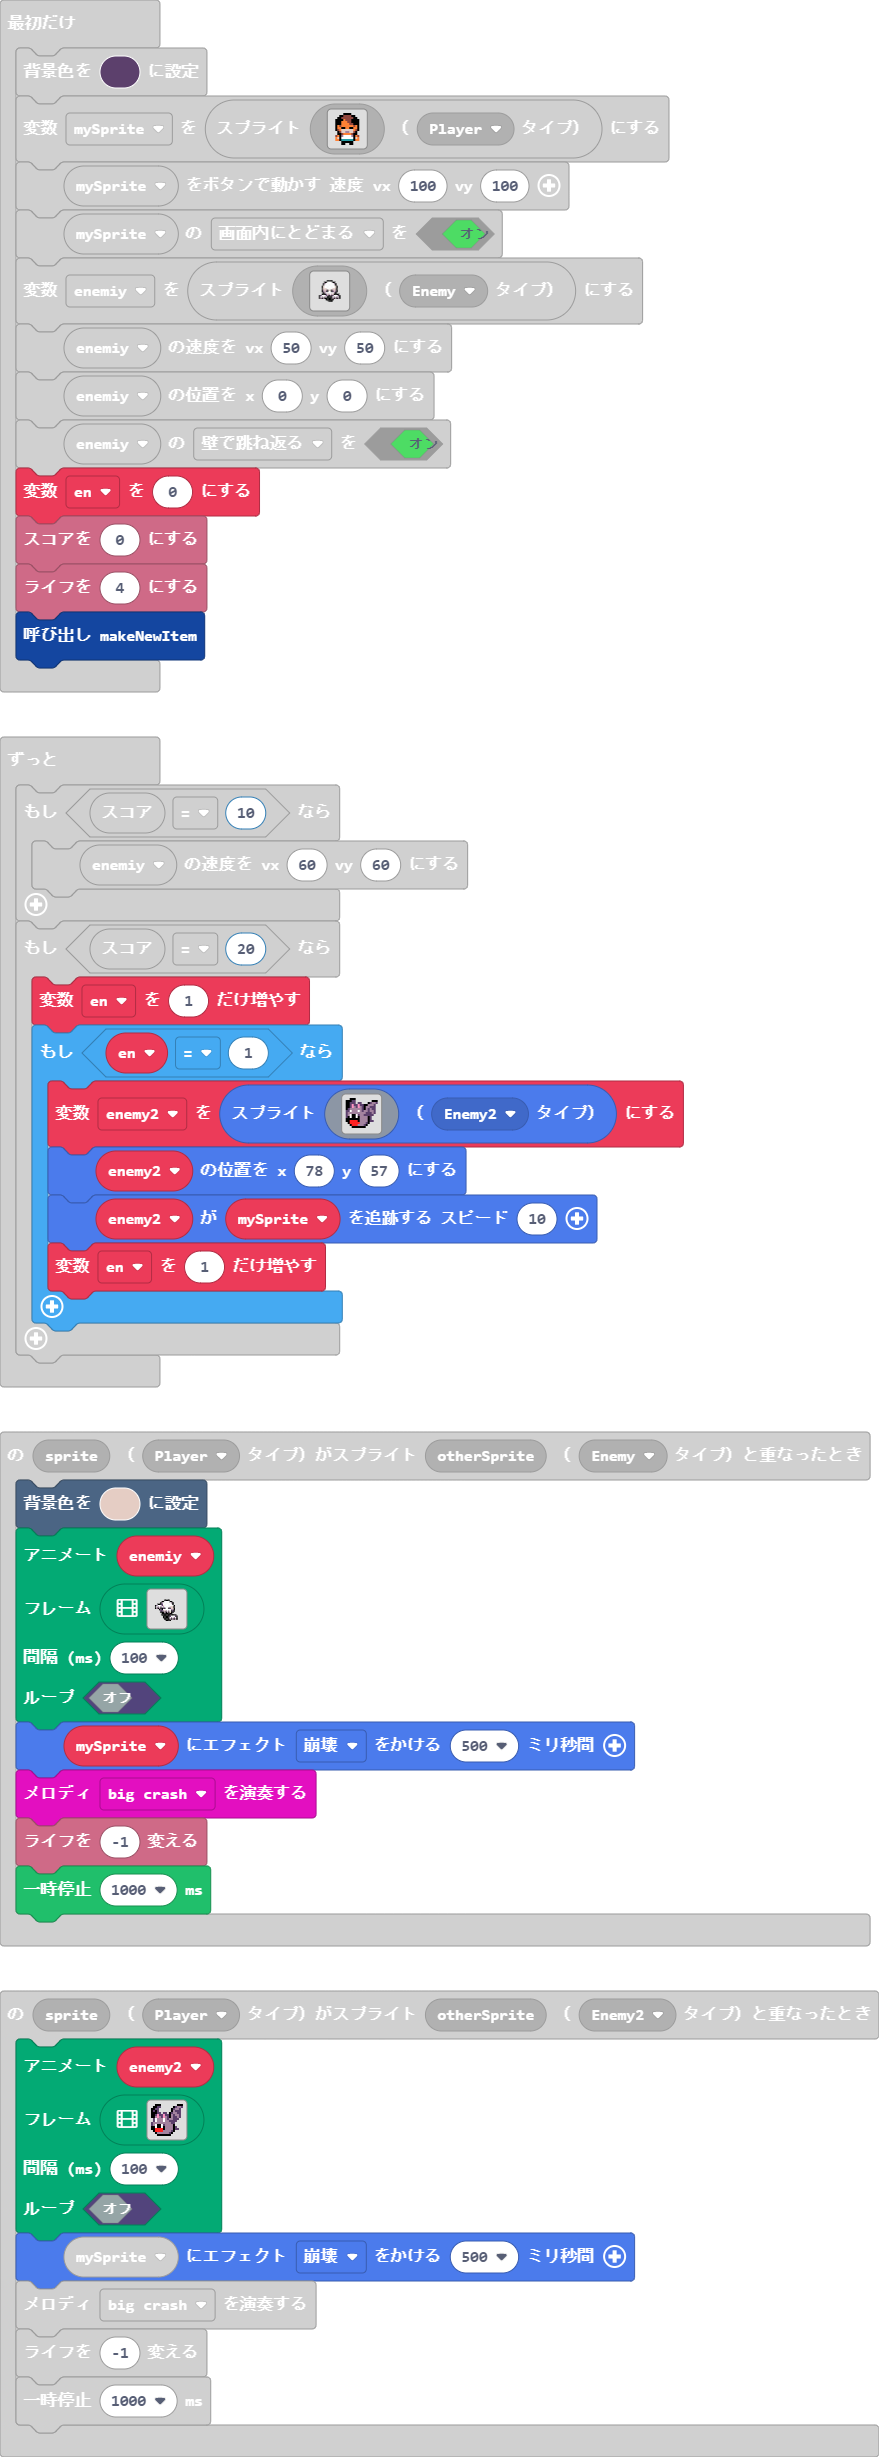 最初だけ
背景色を に設定
変数 mySprite を スプライト ( Player タイプ) にする
mySprite をボタンで動かす 速度 vx 100 vy 100
mySprite の 画面内にとどまる を オン
変数 enemiy を スプライト ( Enemy タイプ) にする
enemiy の速度を vx 50 vy 50 にする
enemiy の位置を x 0 y 0 にする
enemiy の 壁で跳ね返る を オン
変数 en を 0 にする
スコアを 0 にする
ライフを 4 にする
呼び出し makeNewItem
ずっと
もし スコア = 10 なら
enemiy の速度を vx 60 vy 60 にする
もし スコア = 20 なら
変数 en を 1 だけ増やす
もし en = 1 なら
変数 enemy2 を スプライト ( Enemy2 タイプ) にする
enemy2 の位置を x 78 y 57 にする
enemy2 が mySprite を追跡する スピード 10
変数 en を 1 だけ増やす
の sprite ( Player タイプ) がスプライト otherSprite ( Enemy タイプ) と重なったとき
背景色を に設定
アニメート enemiy
フレーム
間隔 (ms) 100
ループ オフ
mySprite にエフェクト 崩壊 をかける 500 ミリ秒間
メロディ big crash を演奏する
ライフを -1 変える
一時停止 1000 ms
の sprite ( Player タイプ) がスプライト otherSprite ( Enemy2 タイプ) と重なったとき
アニメート enemy2
フレーム
間隔 (ms) 100
ループ オフ
mySprite にエフェクト 崩壊 をかける 500 ミリ秒間
メロディ big crash を演奏する
ライフを -1 変える
一時停止 1000 ms